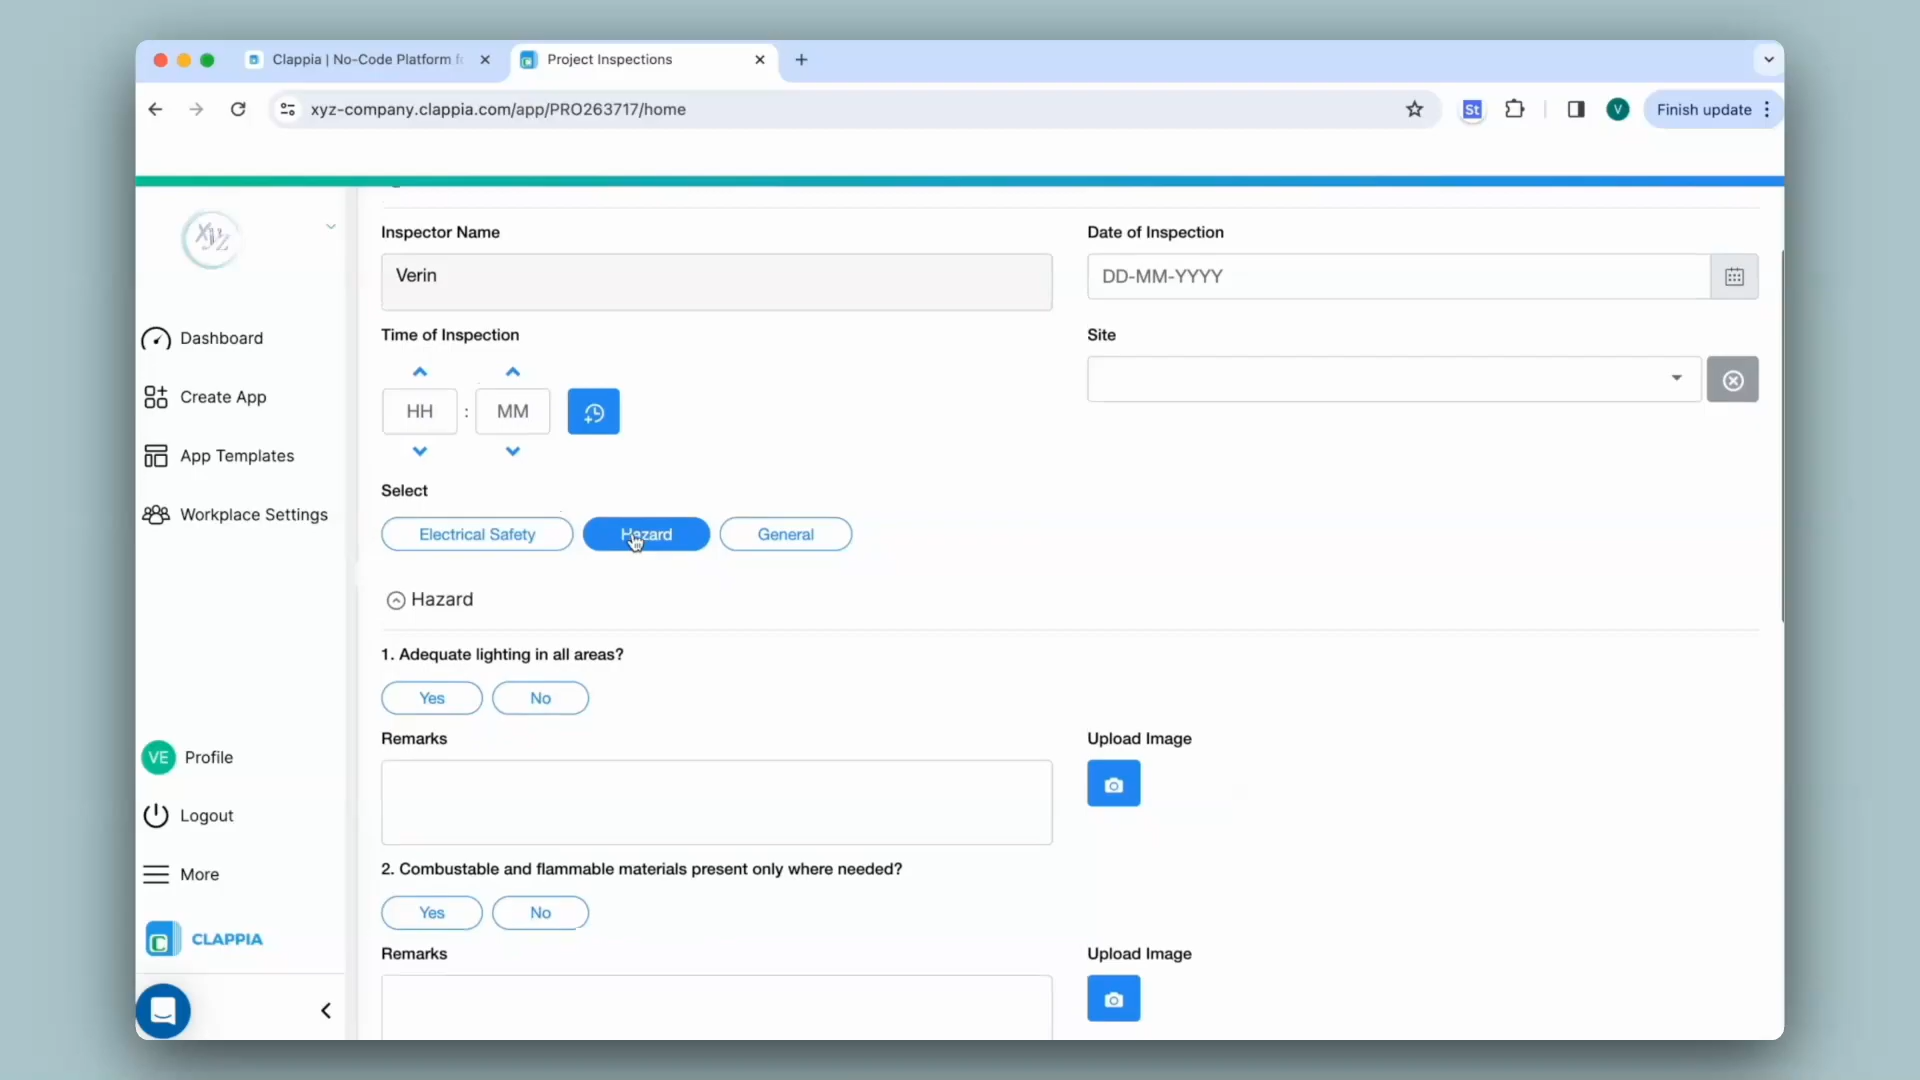 Clappia | No-Code Platform f
Project Inspections
xyz-company.clappia.com/app/PRO263717/home
St
V
Finish update
XYZ
Dashboard
Create App
App Templates
Workplace Settings
VE Profile
Logout
More
CLAPPIA
Inspector Name
Verin
Date of Inspection
DD-MM-YYYY
Time of Inspection
HH : MM
Site
Select
Electrical Safety
Hazard
General
Hazard
1. Adequate lighting in all areas?
Yes
No
Remarks
Upload Image
2. Combustable and flammable materials present only where needed?
Yes
No
Remarks
Upload Image